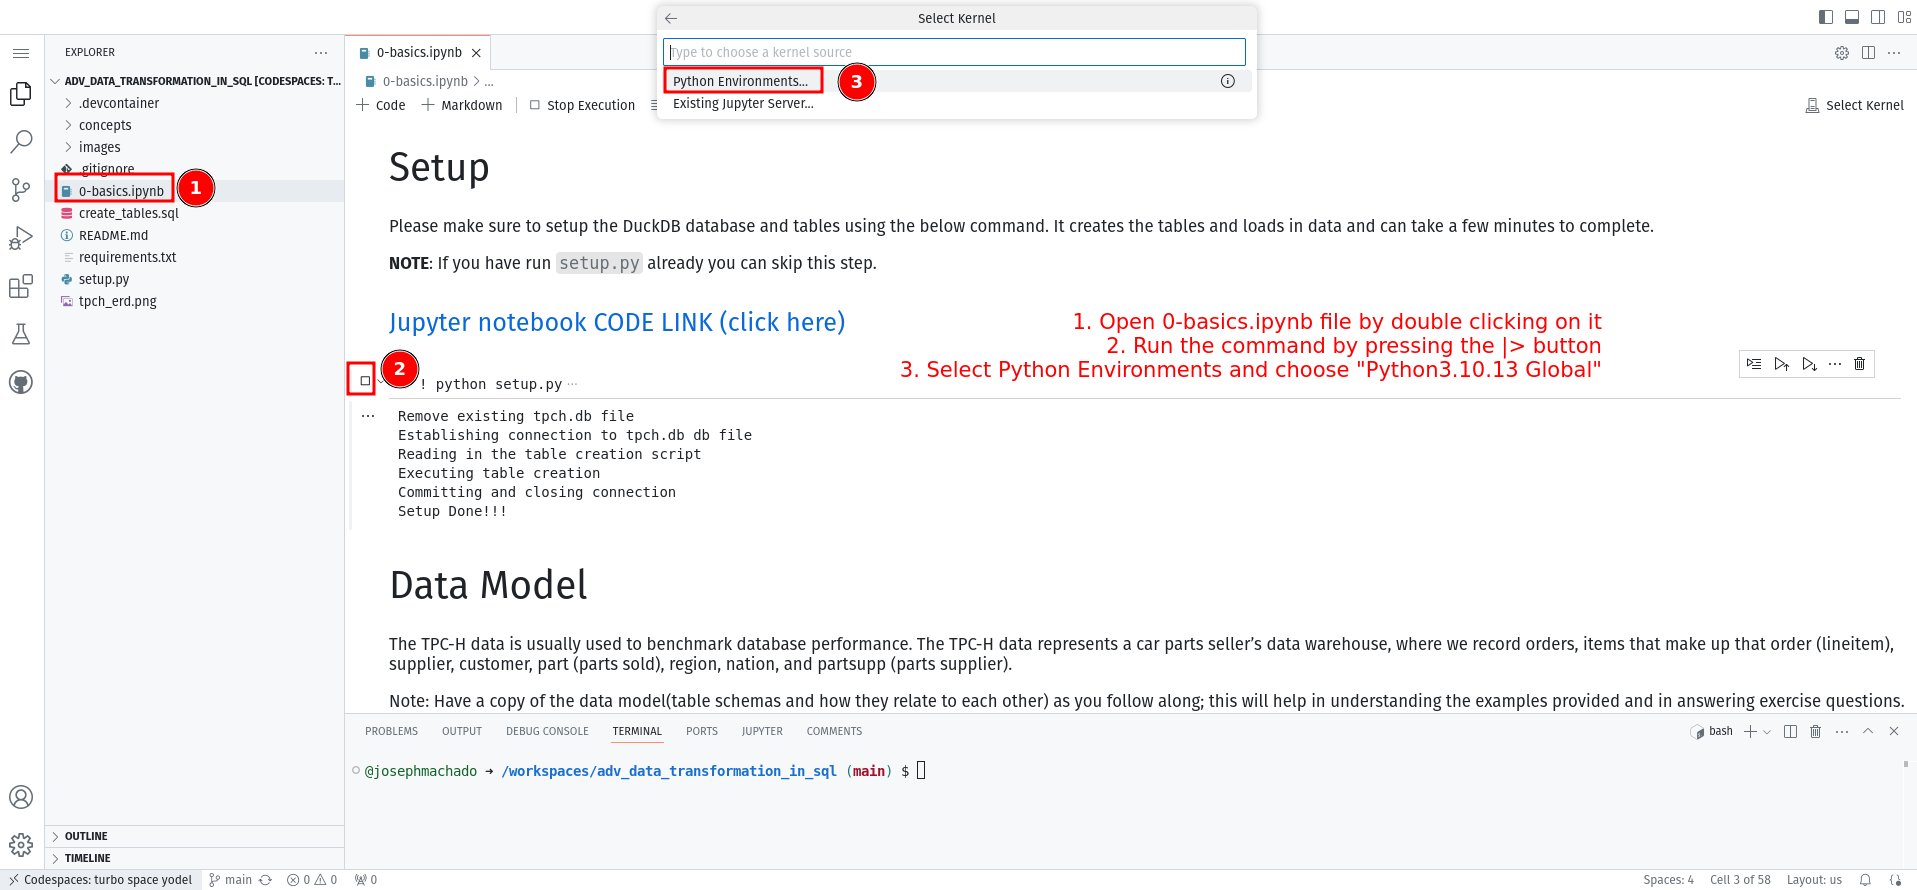 Select Kernel
Type to choose a kernel source
Python Environments...
3
Existing Jupyter Server...
EXPLORER
ADV_DATA_TRANSFORMATION_IN_SQL [CODESPACES: T...
.devcontainer
concepts
images
.gitignore
0-basics.ipynb
1
create_tables.sql
README.md
requirements.txt
setup.py
tpch_erd.png
OUTLINE
TIMELINE
0-basics.ipynb
0-basics.ipynb > ...
Code
Markdown
Stop Execution
Select Kernel
Setup
Please make sure to setup the DuckDB database and tables using the below command. It creates the tables and loads in data and can take a few minutes to complete.
NOTE: If you have run setup.py already you can skip this step.
Jupyter notebook CODE LINK (click here)
1. Open 0-basics.ipynb file by double clicking on it
2. Run the command by pressing the |> button
3. Select Python Environments and choose "Python3.10.13 Global"
2
! python setup.py ...
Remove existing tpch.db file
Establishing connection to tpch.db db file
Reading in the table creation script
Executing table creation
Committing and closing connection
Setup Done!!!
Data Model
The TPC-H data is usually used to benchmark database performance. The TPC-H data represents a car parts seller’s data warehouse, where we record orders, items that make up that order (lineitem),
supplier, customer, part (parts sold), region, nation, and partsupp (parts supplier).
Note: Have a copy of the data model(table schemas and how they relate to each other) as you follow along; this will help in understanding the examples provided and in answering exercise questions.
PROBLEMS OUTPUT DEBUG CONSOLE TERMINAL PORTS JUPYTER COMMENTS
bash
@josephmachado ➜ /workspaces/adv_data_transformation_in_sql (main) $
Codespaces: turbo space yodel main 0 0 0
Spaces: 4 Cell 3 of 58 Layout: us